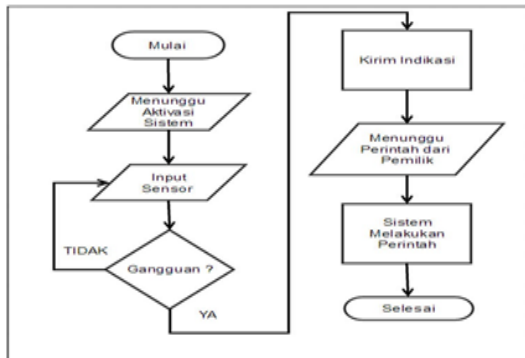 Mulai
Menunggu
Aktivasi
Sistem
Input
Sensor
Gangguan ?
TIDAK
YA
Kirim Indikasi
Menunggu
Perintah dari
Pemilik
Sistem
Melakukan
Perintah
Selesai